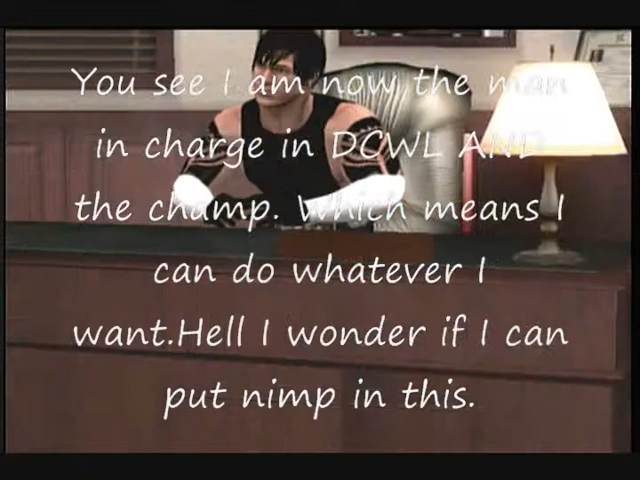 You see I am now the man
in charge in DCWL AND
the champ. Which means I
can do whatever I
want.Hell I wonder if I can
put nimp in this.